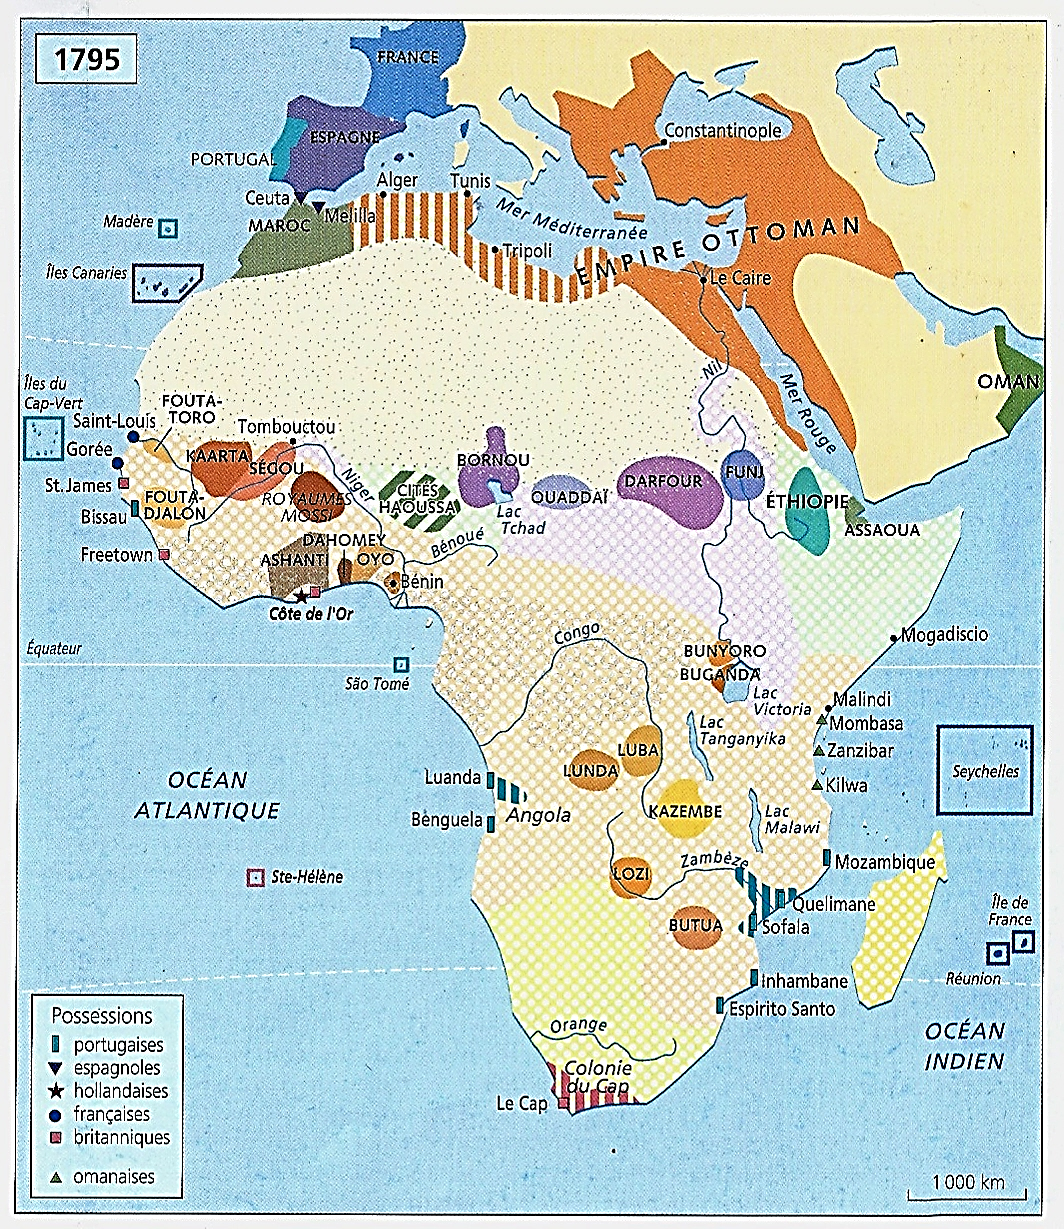 1795
FRANCE
ESPAGNE
PORTUGAL
Constantinople
Alger
Tunis
Ceuta
Melilla
MAROC
Mer Méditerranée
Madère
Tripoli
EMPIRE OTTOMAN
Îles Canaries
Le Caire
Îles du
Cap-Vert
Nil
Mer Rouge
OMAN
FOUTA-
TORO
Saint-Louis
Tombouctou
Gorée
KAARTA
SÉGOU
BORNOU
FUNJ
St.James
FOUTA-
DJALON
ROYAUMES
MOSSI
Niger
CITÉS
HAOUSSA
Lac
Tchad
OUADDAÏ
DARFOUR
ÉTHIOPIE
Bissau
ASSAOUA
Freetown
DAHOMEY
ASHANTI
OYO
Bénoué
Bénin
Côte de l'Or
Mogadiscio
Équateur
Congo
BUNYORO
BUGANDA
São Tomé
Lac
Victoria
Malindi
Mombasa
Lac
Tanganyika
Zanzibar
LUBA
LUNDA
Seychelles
Kilwa
OCÉAN
ATLANTIQUE
Luanda
Angola
Bènguela
KAZEMBE
Lac
Malawi
Zambèze
Mozambique
Ste-Hélène
LOZI
Quelimane
Île de
France
BUTUA
Sofala
Réunion
Inhambane
Espirito Santo
Orange
OCÉAN
INDIEN
Colonie
du Cap
Le Cap
Possessions
portugaises
espagnoles
hollandaises
françaises
britanniques
omanaises
1 000 km